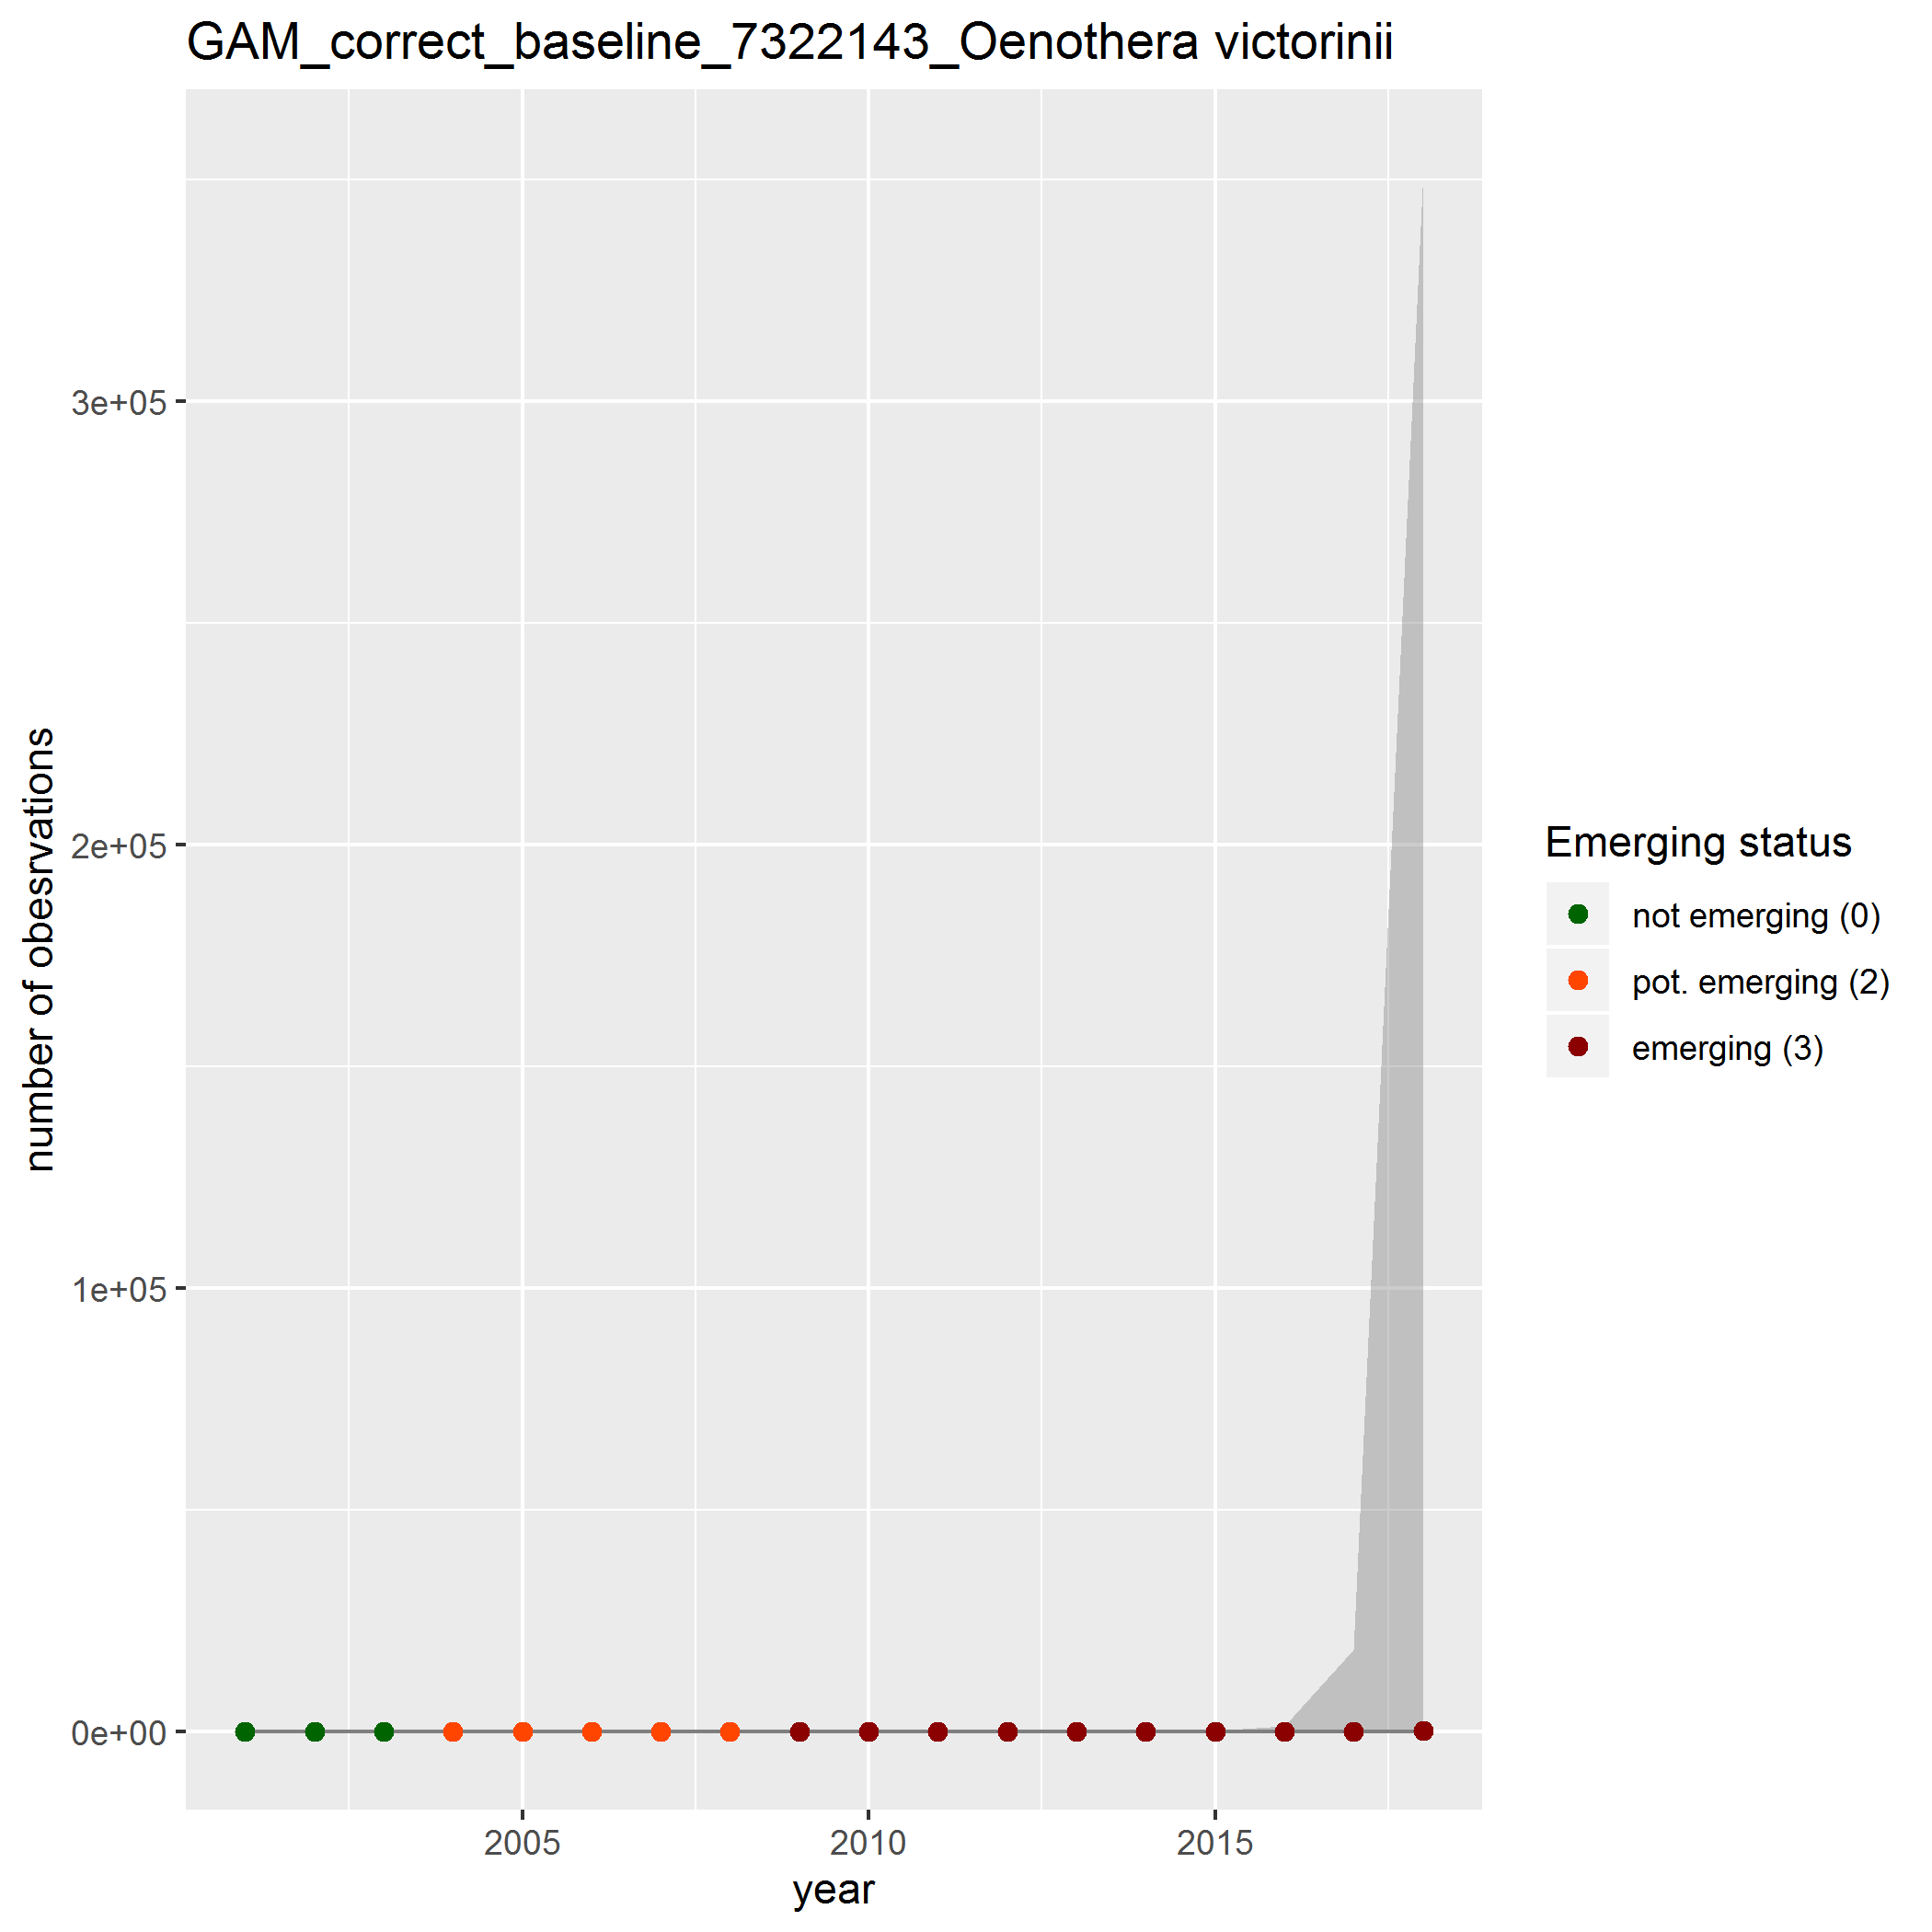 GAM_correct_baseline_7322143_Oenothera victorinii
number of obesrvations
3e+05
2e+05
1e+05
0e+00
2005
2010
2015
year
Emerging status
not emerging (0)
pot. emerging (2)
emerging (3)